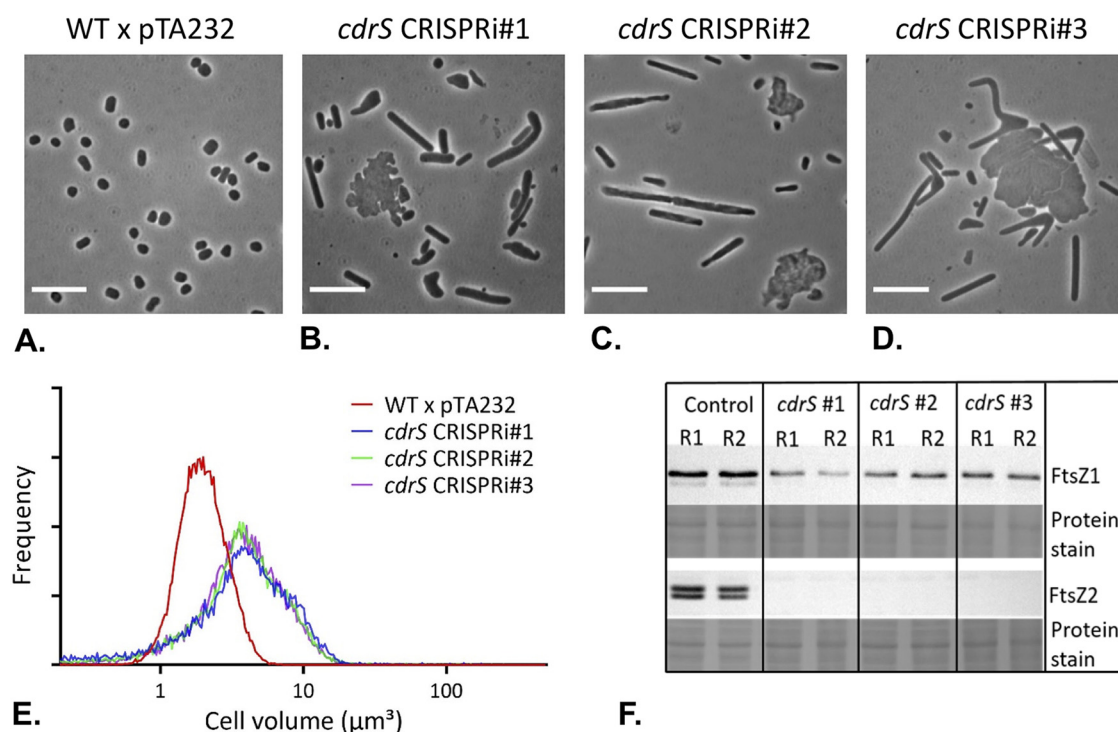 WT x pTA232
cdrS CRISPRi#1
cdrS CRISPRi#2
cdrS CRISPRi#3
A.
B.
C.
D.
Frequency
WT x pTA232
cdrS CRISPRi#1
cdrS CRISPRi#2
cdrS CRISPRi#3
1
10
100
Cell volume (µm³)
E.
Control
cdrS #1
cdrS #2
cdrS #3
R1 R2 R1 R2 R1 R2 R1 R2
FtsZ1
Protein
stain
FtsZ2
Protein
stain
F.